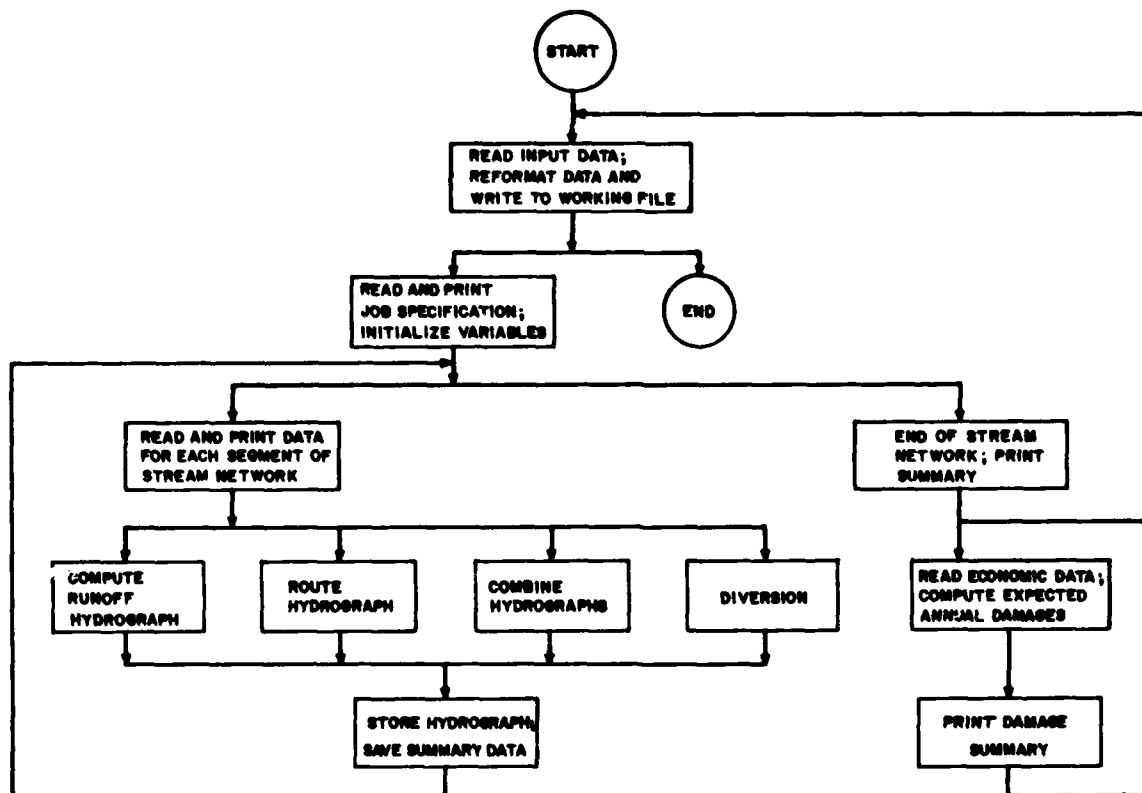 START
READ INPUT DATA;
REFORMAT DATA AND
WRITE TO WORKING FILE
READ AND PRINT
JOB SPECIFICATION;
INITIALIZE VARIABLES
END
READ AND PRINT DATA
FOR EACH SEGMENT OF
STREAM NETWORK
END OF STREAM
NETWORK; PRINT
SUMMARY
COMPUTE
RUNOFF
HYDROGRAPH
ROUTE
HYDROGRAPH
COMBINE
HYDROGRAPHS
DIVERSION
READ ECONOMIC DATA;
COMPUTE EXPECTED
ANNUAL DAMAGES
STORE HYDROGRAPH;
SAVE SUMMARY DATA
PRINT DAMAGE
SUMMARY